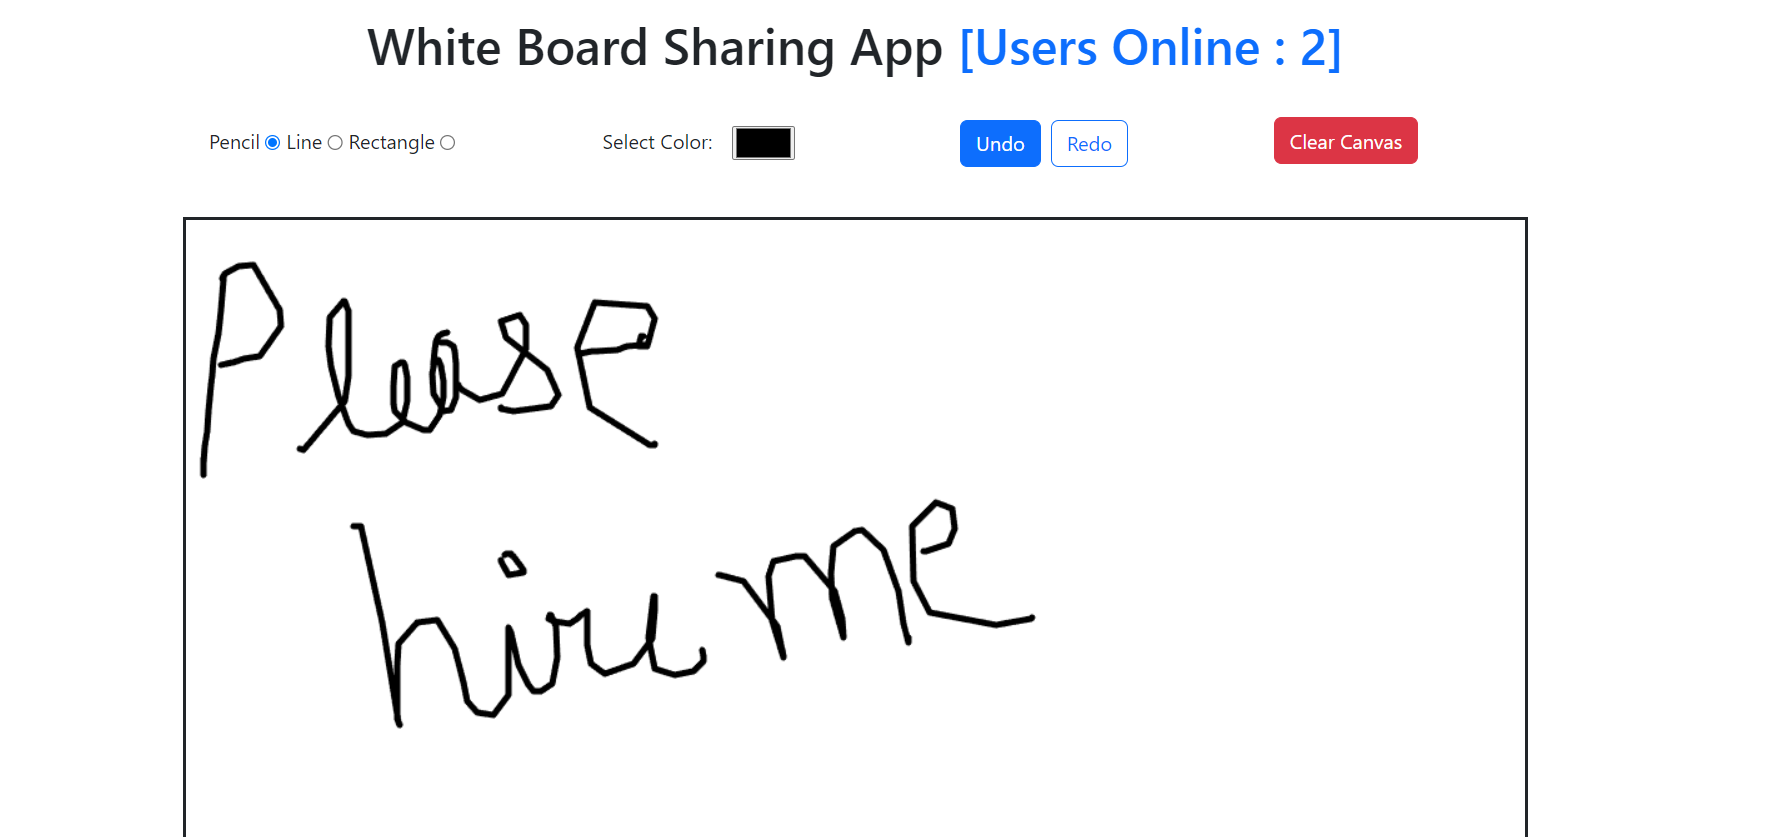 White Board Sharing App [Users Online : 2]
Pencil Line Rectangle Select Color: Undo Redo Clear Canvas
Please
hire me